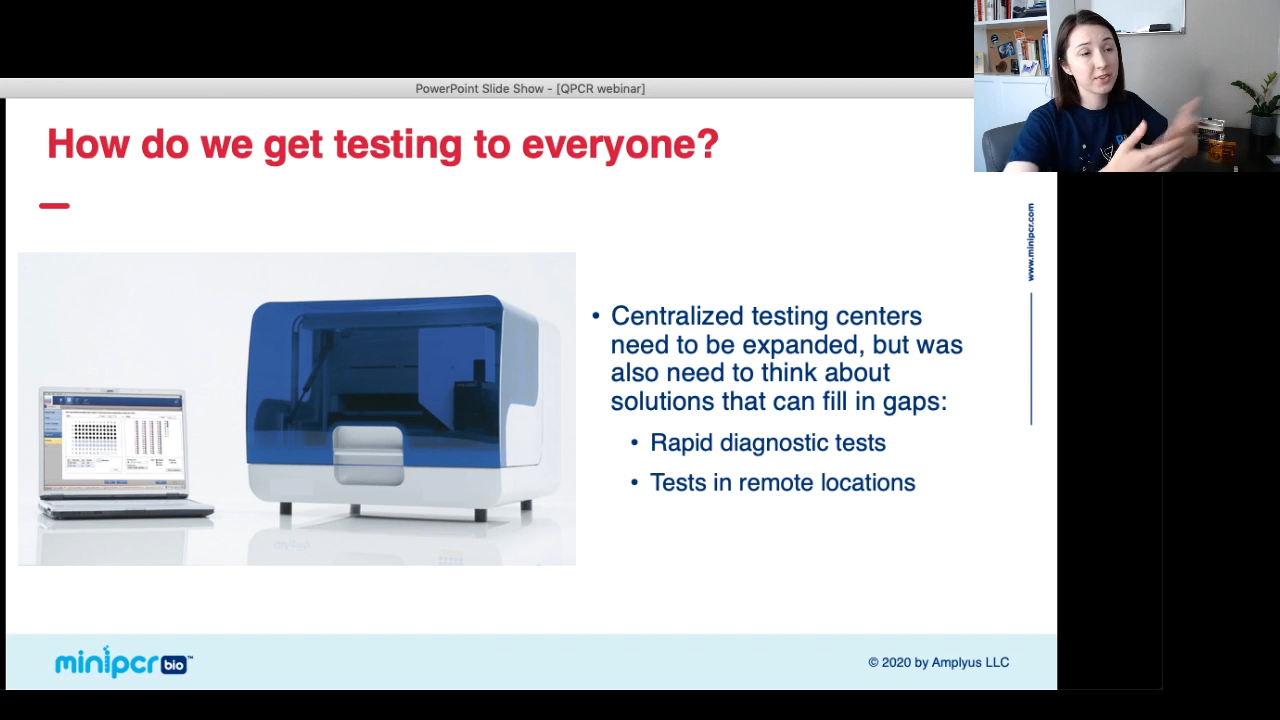 PowerPoint Slide Show - [QPCR webinar]
How do we get testing to everyone?
www.minipcr.com
• Centralized testing centers
need to be expanded, but was
also need to think about
solutions that can fill in gaps:
• Rapid diagnostic tests
• Tests in remote locations
minipcr bio™
© 2020 by Amplyus LLC